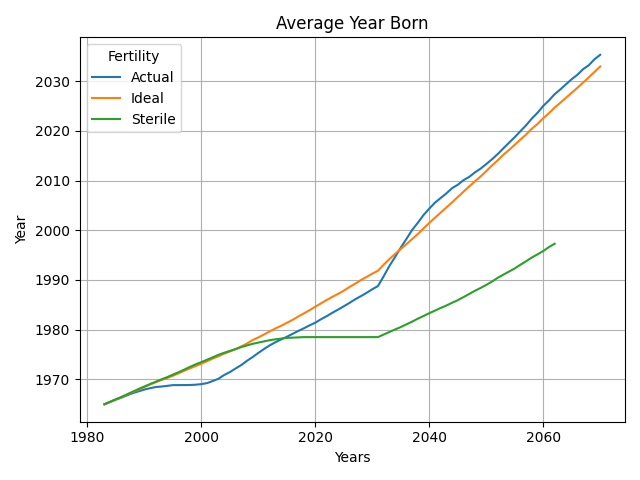 Average Year Born
Fertility
Actual
Ideal
Sterile
Year
2030
2020
2010
2000
1990
1980
1970
1980 2000 2020 2040 2060
Years